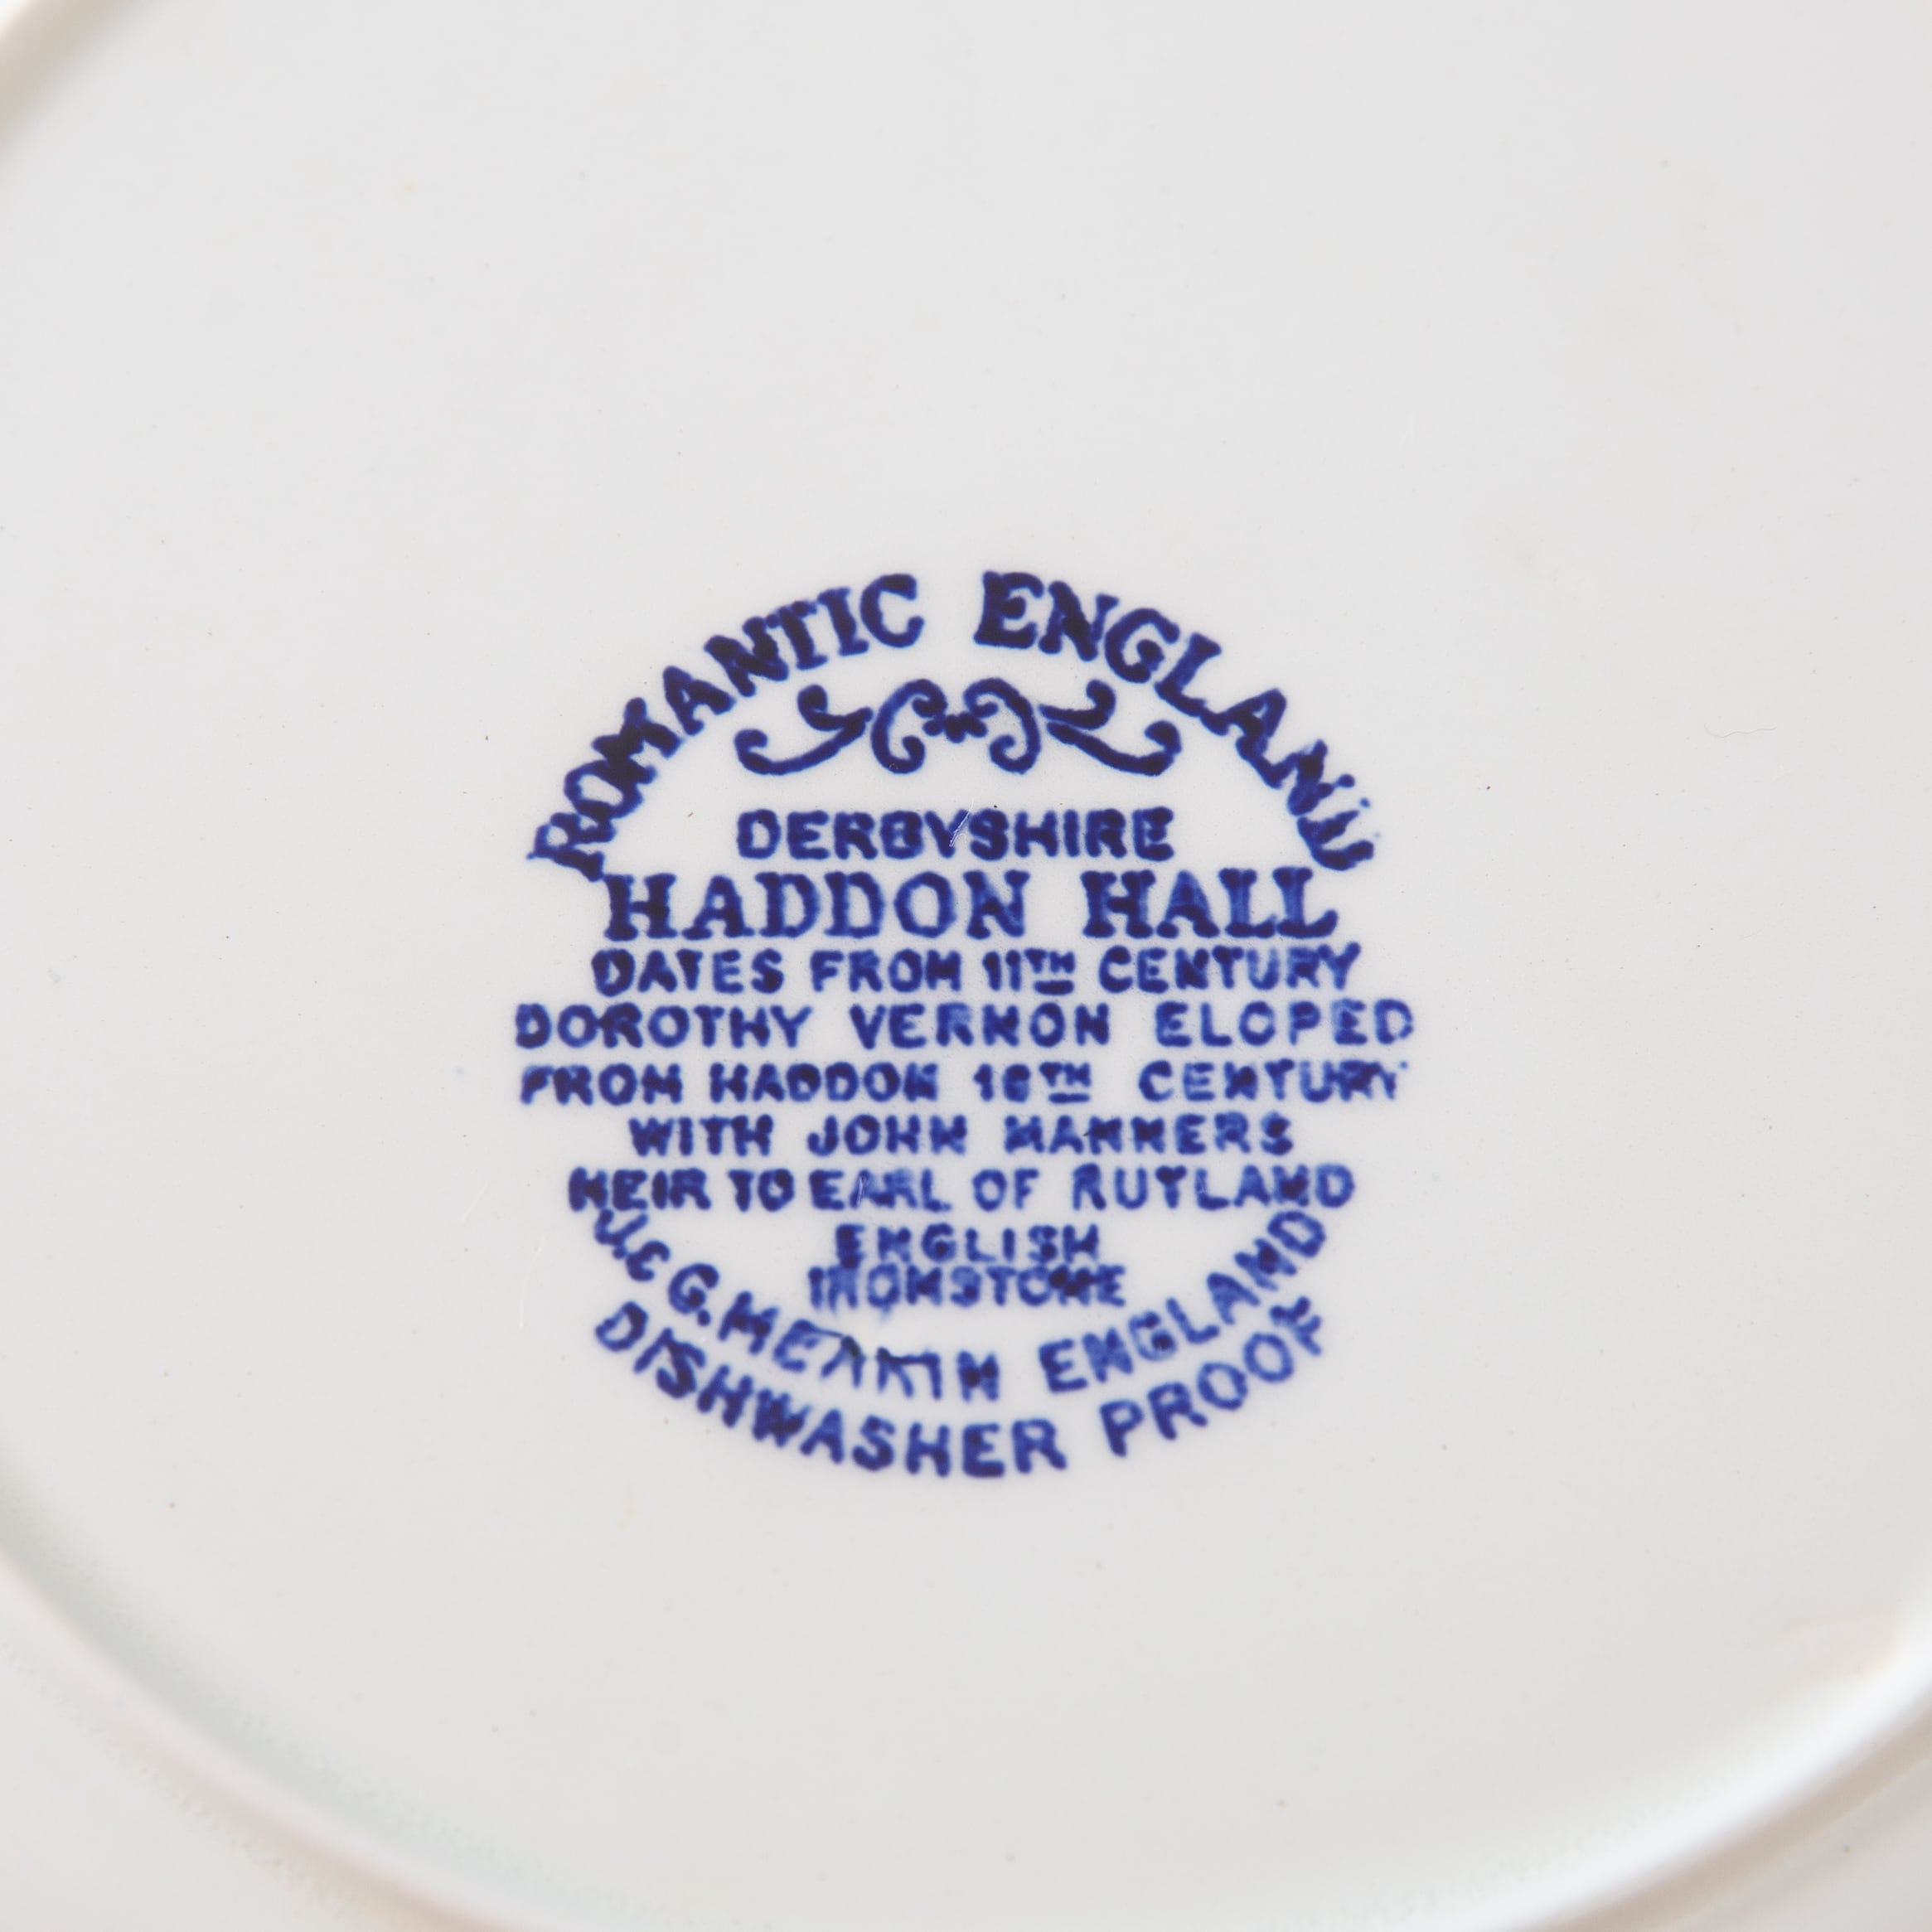 ROMANTIC ENGLAND
DERBYSHIRE
HADDON HALL
DATES FROM 11TH CENTURY
DOROTHY VERNON ELOPED
FROM HADDON 16TH CENTURY
WITH JOHN MANNERS
HEIR TO EARL OF RUTLAND
ENGLISH
IRONSTONE
J. & G. MEAKIN ENGLAND
DISHWASHER PROOF